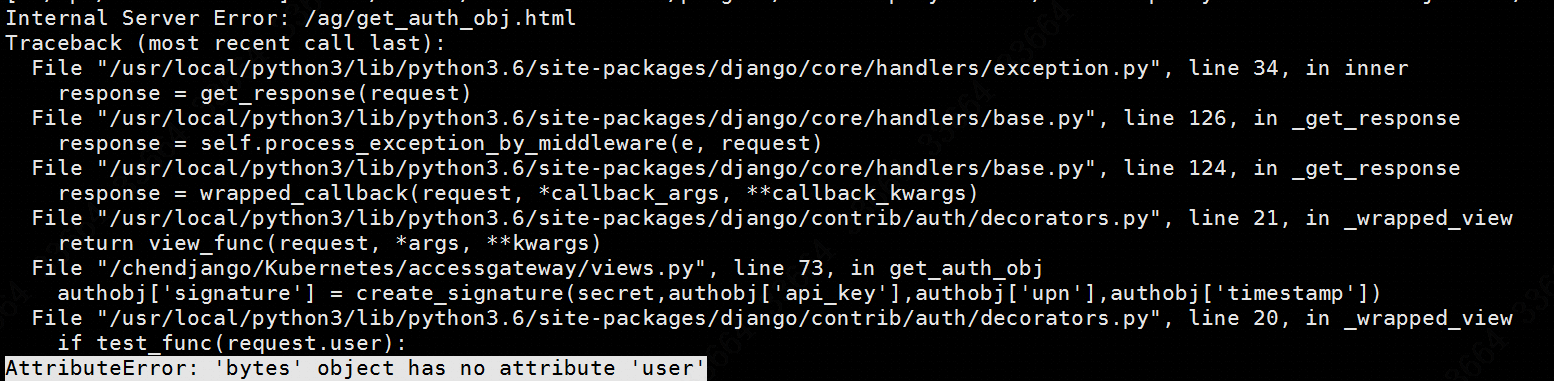 Internal Server Error: /ag/get_auth_obj.html
Traceback (most recent call last):
  File "/usr/local/python3/lib/python3.6/site-packages/django/core/handlers/exception.py", line 34, in inner
    response = get_response(request)
  File "/usr/local/python3/lib/python3.6/site-packages/django/core/handlers/base.py", line 126, in _get_response
    response = self.process_exception_by_middleware(e, request)
  File "/usr/local/python3/lib/python3.6/site-packages/django/core/handlers/base.py", line 124, in _get_response
    response = wrapped_callback(request, *callback_args, **callback_kwargs)
  File "/usr/local/python3/lib/python3.6/site-packages/django/contrib/auth/decorators.py", line 21, in _wrapped_view
    return view_func(request, *args, **kwargs)
  File "/chendjango/Kubernetes/accessgateway/views.py", line 73, in get_auth_obj
    authobj['signature'] = create_signature(secret,authobj['api_key'],authobj['upn'],authobj['timestamp'])
  File "/usr/local/python3/lib/python3.6/site-packages/django/contrib/auth/decorators.py", line 20, in _wrapped_view
    if test_func(request.user):
AttributeError: 'bytes' object has no attribute 'user'